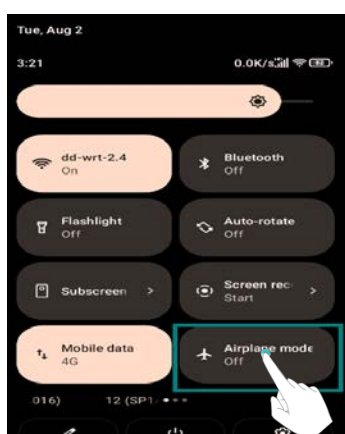 Tue, Aug 2
3:21 0.0K/s
dd-wrt-2.4
On
Bluetooth
Off
Flashlight
Off
Auto-rotate
Off
Subscreen >
Screen rec >
Start
Mobile data
4G
Airplane mode
Off
016) 12 (SP1.